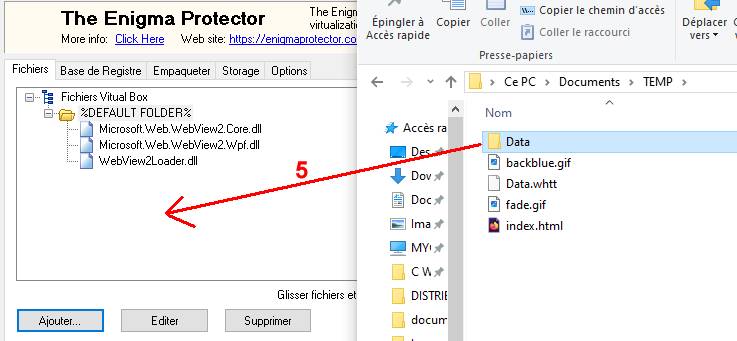 The Enigma Protector
The Enigm
virtualizatio
More info: Click Here Web site: https://enigmaprotector.co
Fichiers Base de Registre Empaqueter Storage Options
Fichiers Vitual Box
%DEFAULT FOLDER%
Microsoft.Web.WebView2.Core.dll
Microsoft.Web.WebView2.Wpf.dll
WebView2Loader.dll
5
Glisser fichiers et
Ajouter... Editer Supprimer
Épingler à
Accès rapide
Copier
Coller
Copier le chemin d'accès
Coller le raccourci
Déplacer
vers
Presse-papiers
Ce PC > Documents > TEMP >
Nom
Accès ra
Des
Dov
Doc
Ima
MYC
C W
DISTRIE
docum
Data
backblue.gif
Data.whtt
fade.gif
index.html